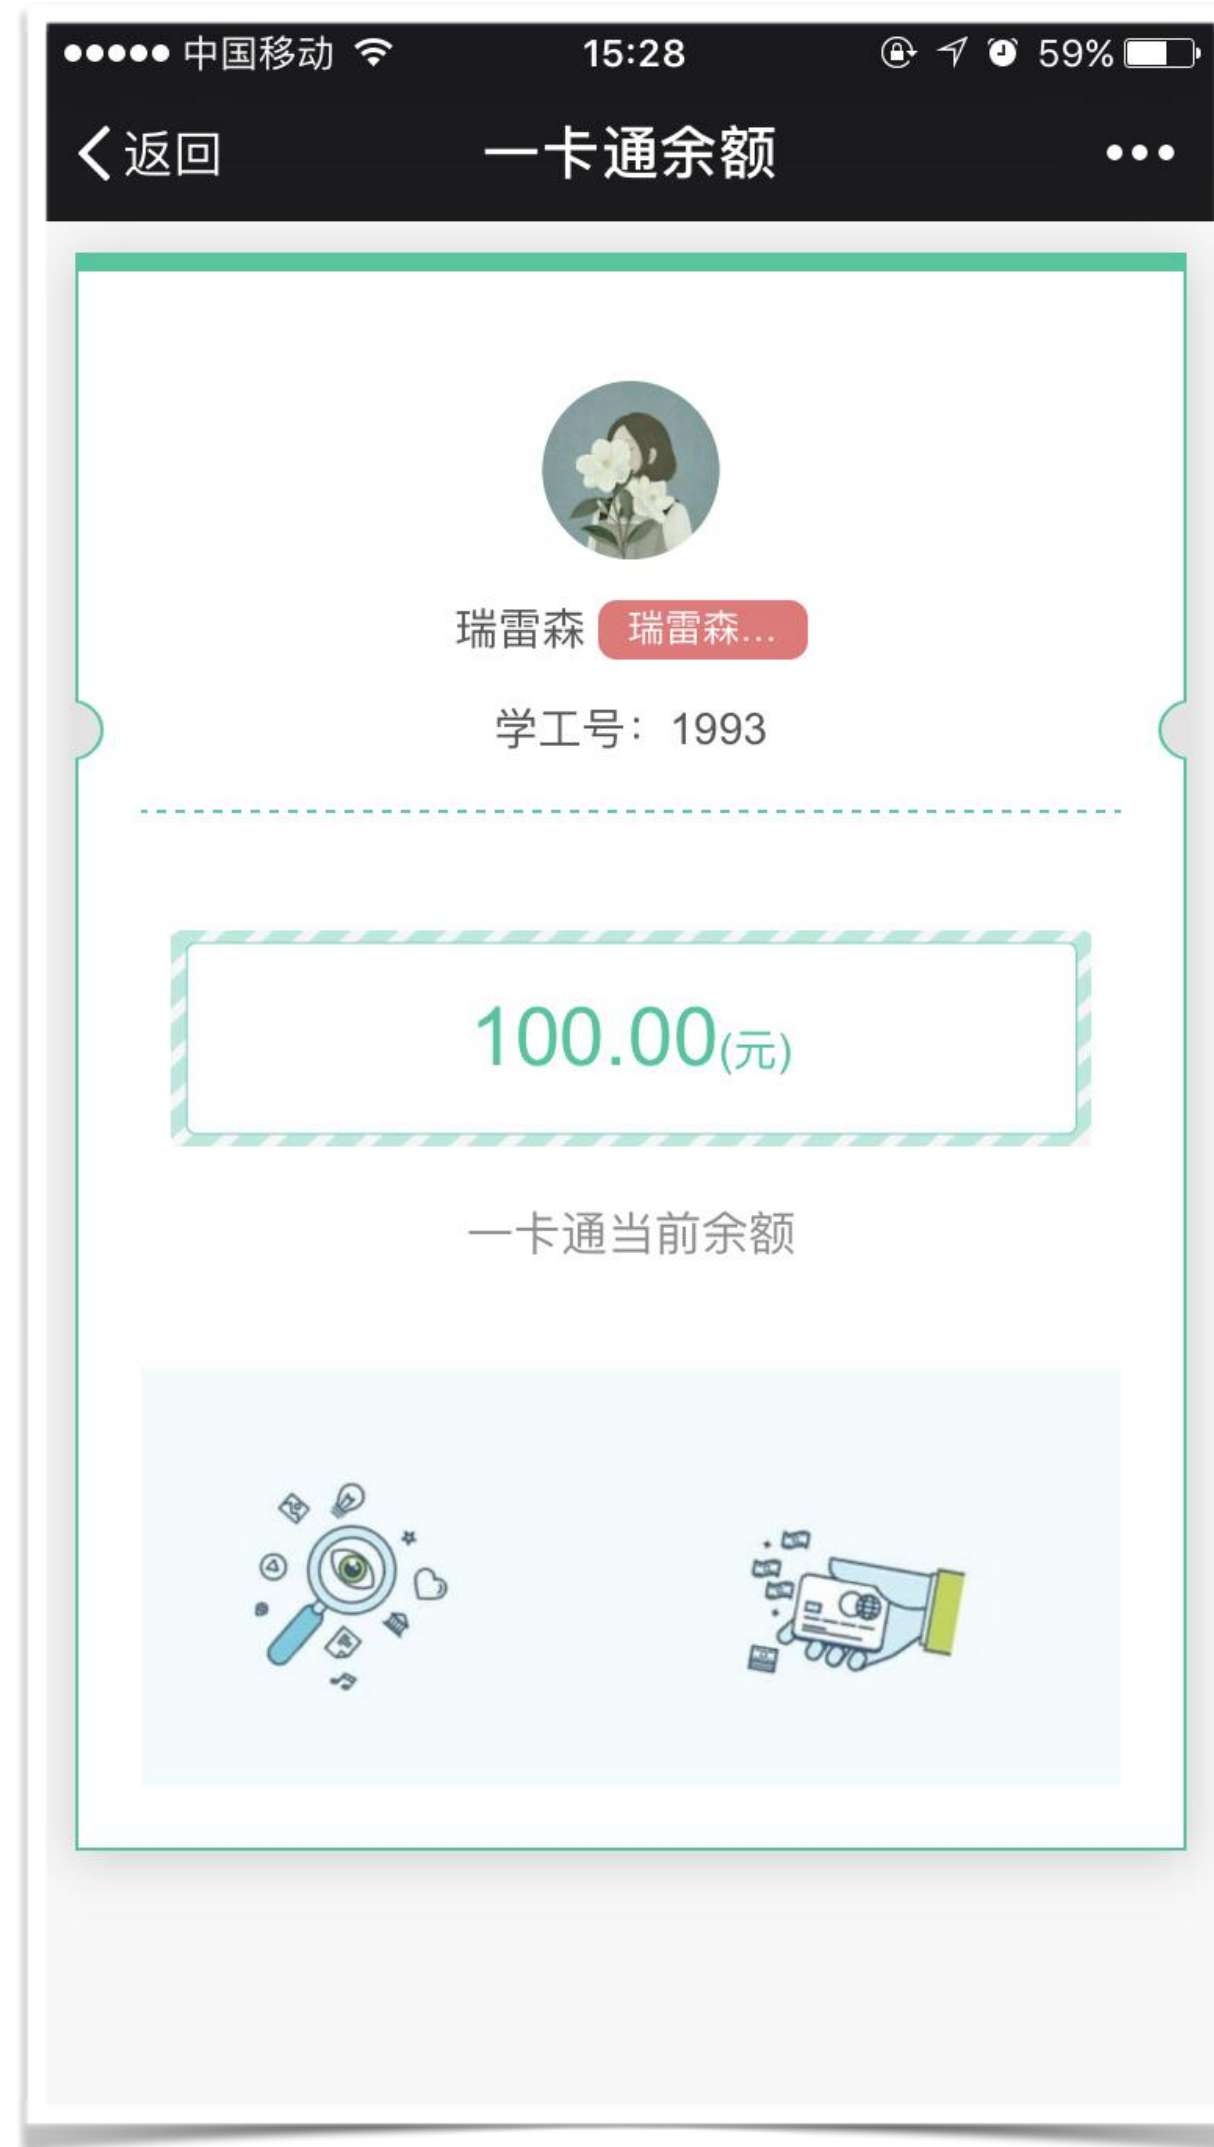 中国移动 15:28 59%
返回 一卡通余额
瑞雷森 瑞雷森...
学工号：1993
100.00(元)
一卡通当前余额